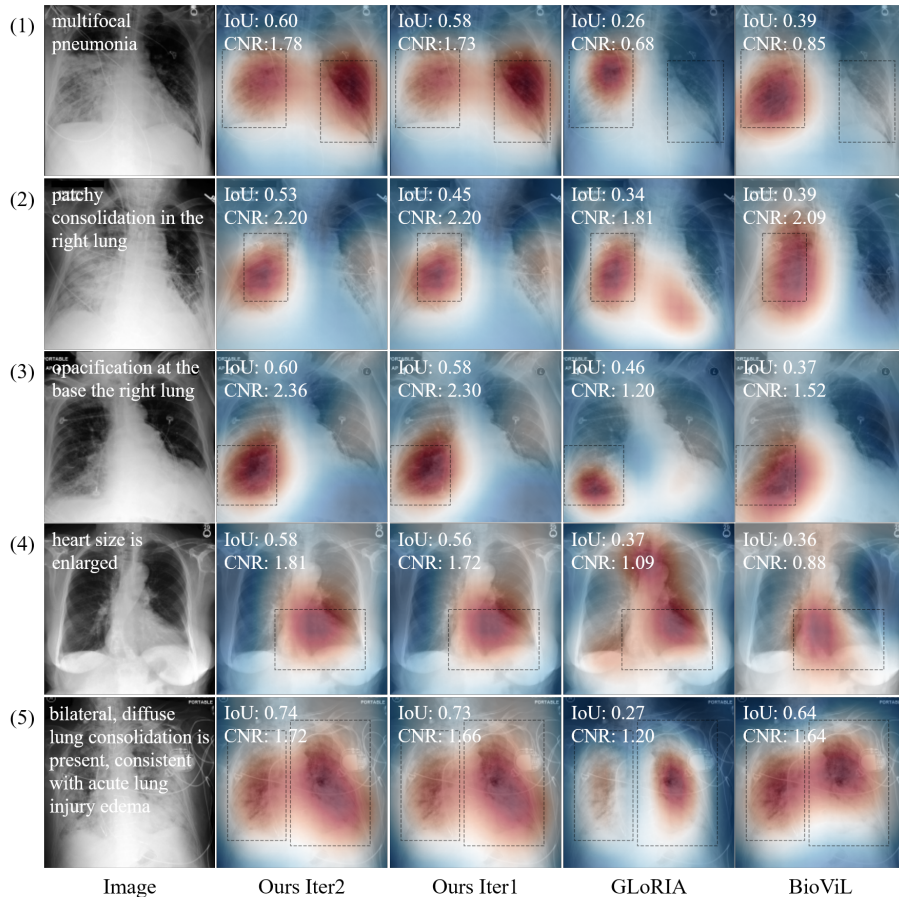 (1)
multifocal
pneumonia
IoU: 0.60
CNR:1.78
IoU: 0.58
CNR: 1.73
IoU: 0.26
CNR: 0.68
IoU: 0.39
CNR: 0.85
(2)
patchy
consolidation in the
right lung
IoU: 0.53
CNR: 2.20
IoU: 0.45
CNR: 2.20
IoU: 0.34
CNR: 1.81
IoU: 0.39
CNR: 2.09
(3)
PORTABLE
opacification at the
base the right lung
IoU: 0.60
CNR: 2.36
IoU: 0.58
CNR: 2.30
IoU: 0.46
CNR: 1.20
IoU: 0.37
CNR: 1.52
(4)
heart size is
enlarged
IoU: 0.58
CNR: 1.81
IoU: 0.56
CNR: 1.72
IoU: 0.37
CNR: 1.09
IoU: 0.36
CNR: 0.88
(5)
bilateral, diffuse
lung consolidation is
present, consistent
with acute lung
injury edema
PORTABLE
IoU: 0.74
CNR: 1.72
PORTABLE
IoU: 0.73
CNR: 1.66
PORTABLE
IoU: 0.27
CNR: 1.20
PORTABLE
IoU: 0.64
CNR: 1.64
PORTABLE
Image
Ours Iter2
Ours Iter1
GLoRIA
BioViL